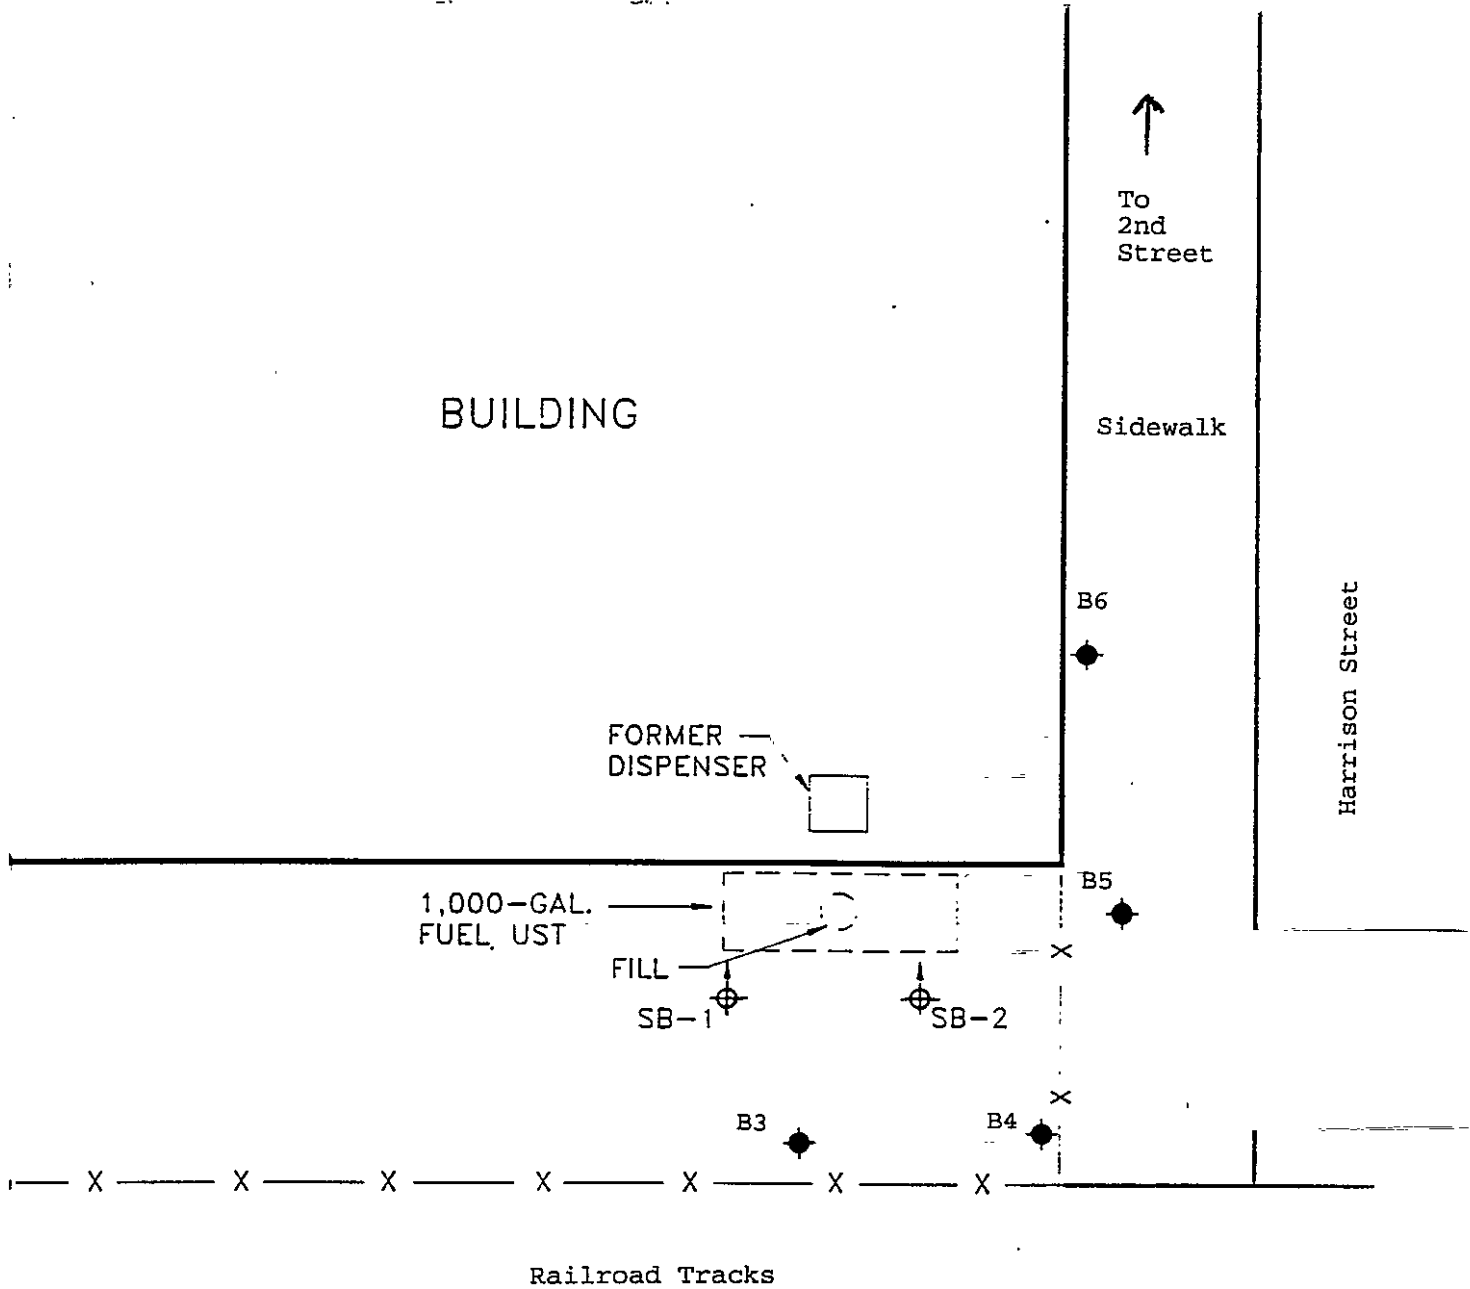 To
2nd
Street
BUILDING
Sidewalk
B6
Harrison Street
FORMER
DISPENSER
B5
1,000-GAL.
FUEL UST
FILL
SB-1
SB-2
B3
B4
X X X X X X X
X
X
Railroad Tracks